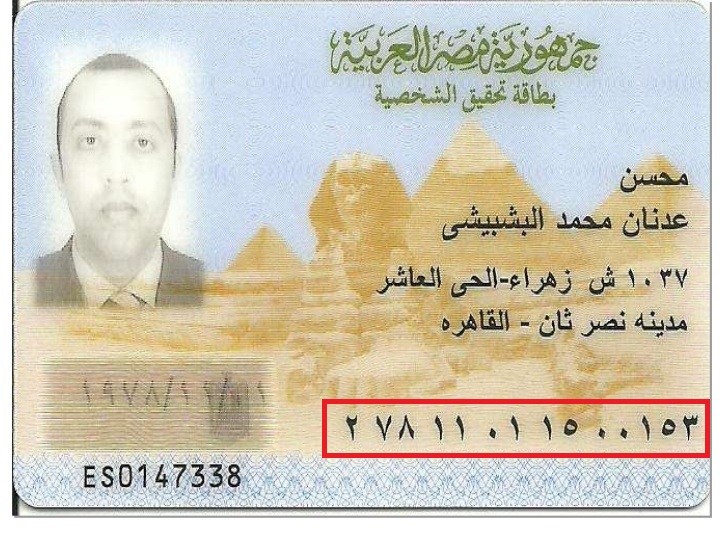 جمهورية مصر العربية
بطاقة تحقيق الشخصية
محسن
عدنان محمد البشبيشى
١٠٣٧ ش زهراء-الحى العاشر
مدينه نصر ثان - القاهره
١٩٧٨/١١/٠١
٢ ٧٨ ١١ ٠١ ١٥ ٠٠١٥٣
ES0147338